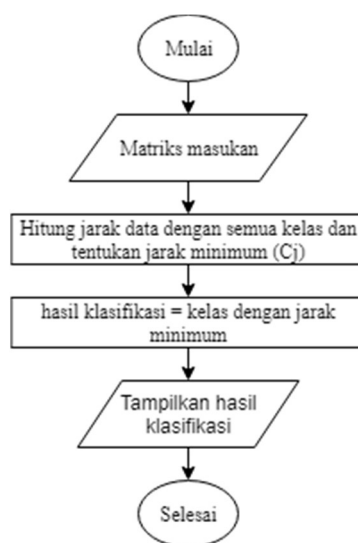 Mulai
Matriks masukan
Hitung jarak data dengan semua kelas dan
tentukan jarak minimum (Cj)
hasil klasifikasi = kelas dengan jarak
minimum
Tampilkan hasil
klasifikasi
Selesai